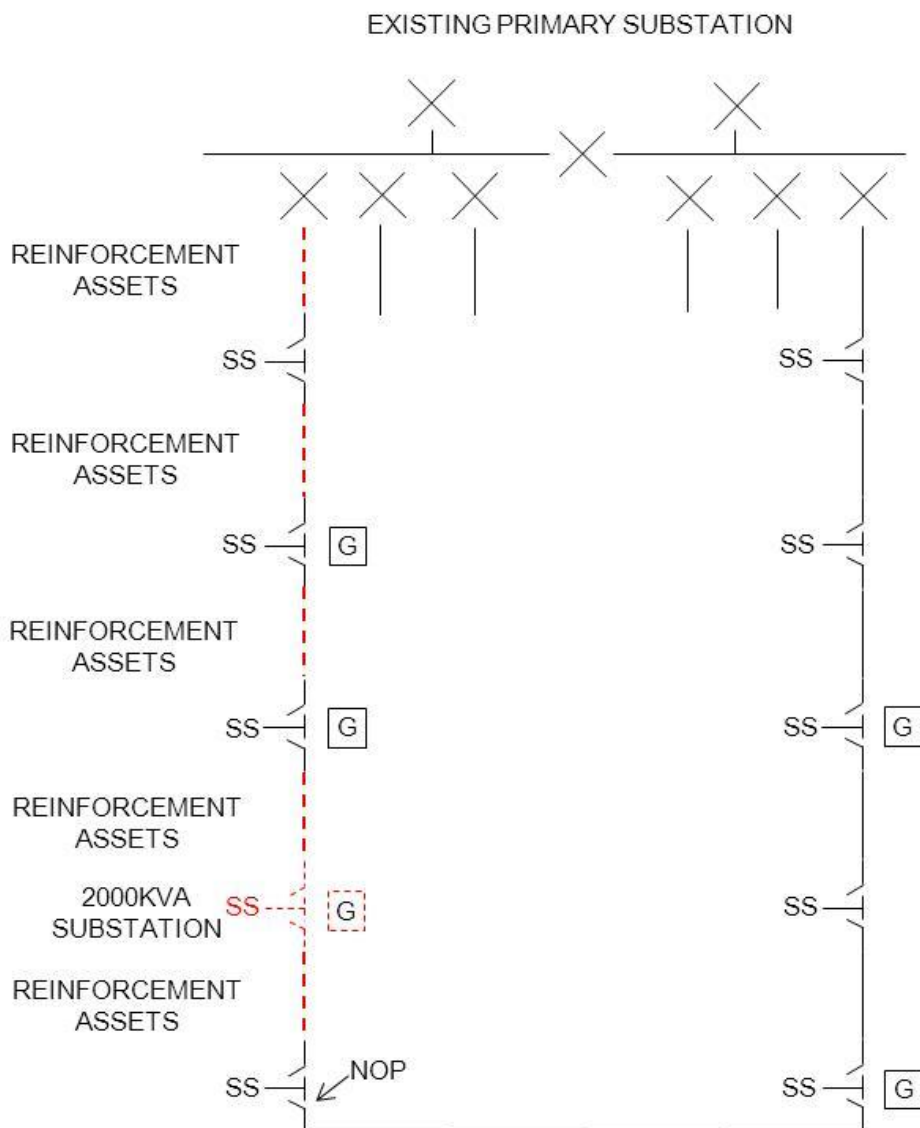 EXISTING PRIMARY SUBSTATION
REINFORCEMENT
ASSETS
SS
SS
REINFORCEMENT
ASSETS
SS
G
SS
REINFORCEMENT
ASSETS
SS
G
SS
G
REINFORCEMENT
ASSETS
2000KVA
SUBSTATION
SS
G
SS
REINFORCEMENT
ASSETS
SS
NOP
SS
G